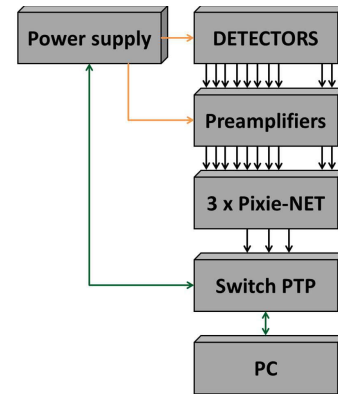 Power supply
DETECTORS
Preamplifiers
3 x Pixie-NET
Switch PTP
PC